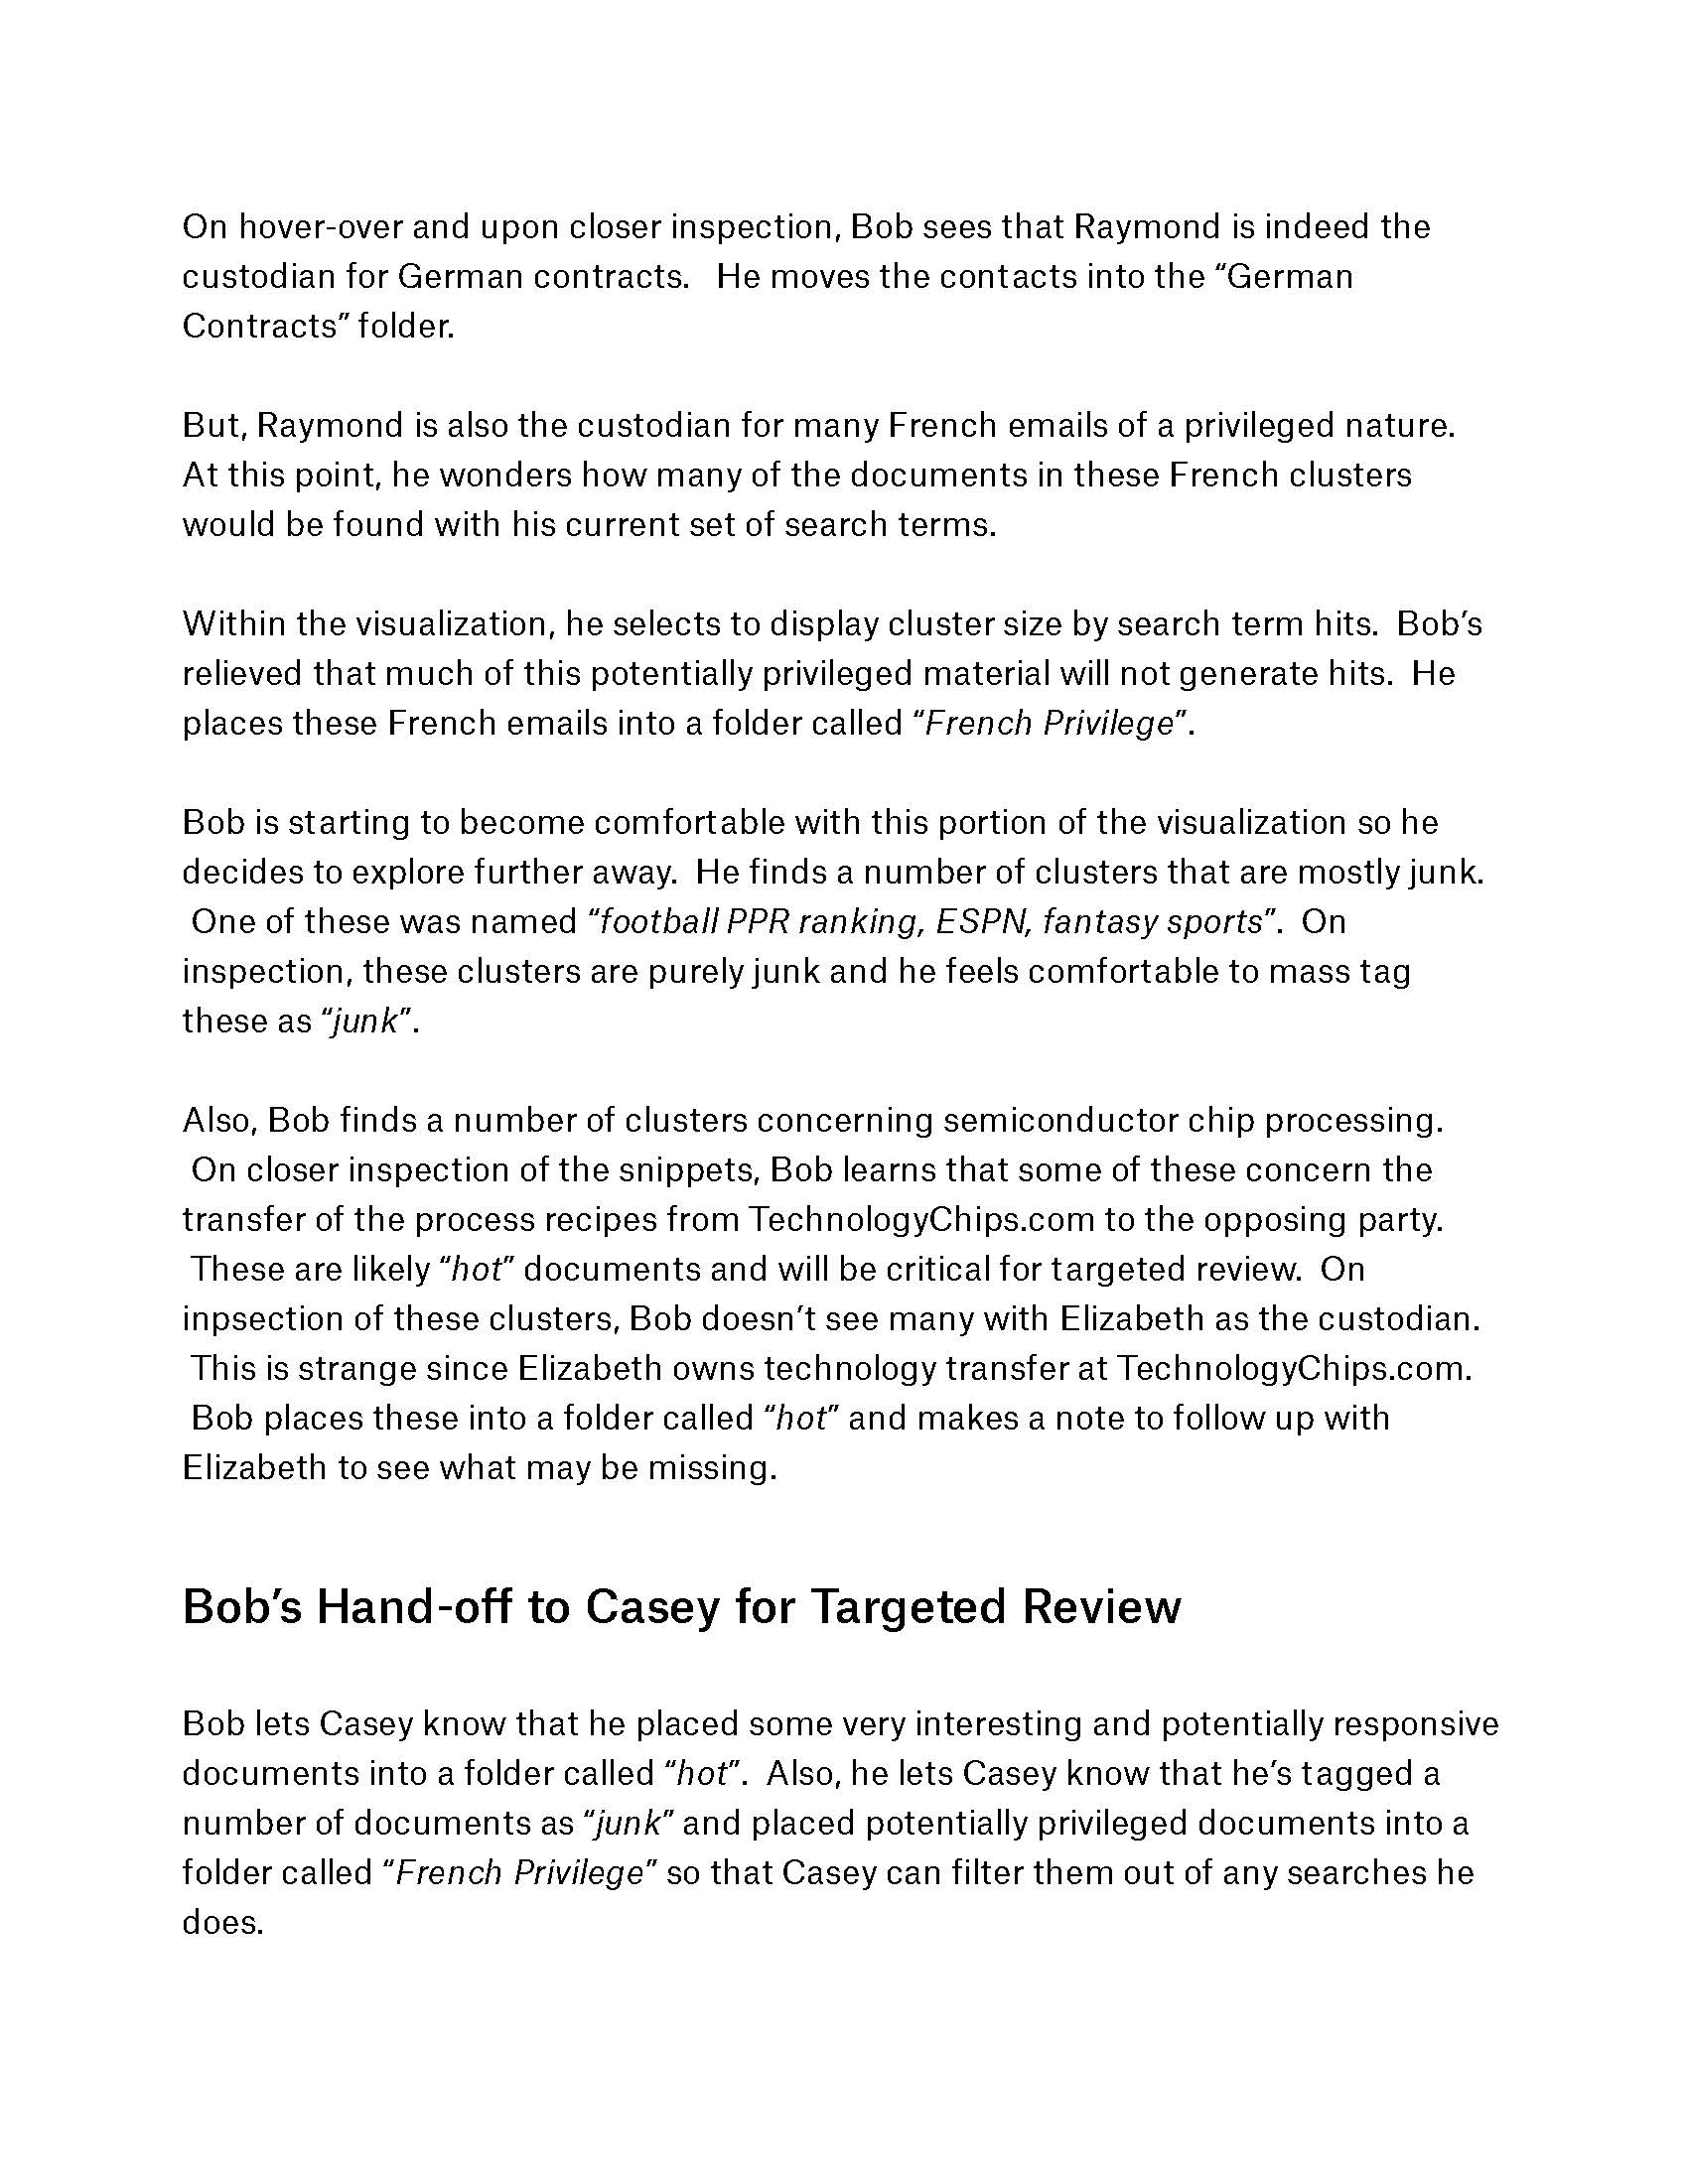 On hover-over and upon closer inspection, Bob sees that Raymond is indeed the
custodian for German contracts.   He moves the contacts into the “German
Contracts” folder.
But, Raymond is also the custodian for many French emails of a privileged nature.
At this point, he wonders how many of the documents in these French clusters
would be found with his current set of search terms.
Within the visualization, he selects to display cluster size by search term hits.  Bob’s
relieved that much of this potentially privileged material will not generate hits.  He
places these French emails into a folder called “French Privilege”.
Bob is starting to become comfortable with this portion of the visualization so he
decides to explore further away.  He finds a number of clusters that are mostly junk.
One of these was named “football PPR ranking, ESPN, fantasy sports”.  On
inspection, these clusters are purely junk and he feels comfortable to mass tag
these as “junk”.
Also, Bob finds a number of clusters concerning semiconductor chip processing.
On closer inspection of the snippets, Bob learns that some of these concern the
transfer of the process recipes from TechnologyChips.com to the opposing party.
These are likely “hot” documents and will be critical for targeted review.  On
inpsection of these clusters, Bob doesn’t see many with Elizabeth as the custodian.
This is strange since Elizabeth owns technology transfer at TechnologyChips.com.
Bob places these into a folder called “hot” and makes a note to follow up with
Elizabeth to see what may be missing.
Bob’s Hand-off to Casey for Targeted Review
Bob lets Casey know that he placed some very interesting and potentially responsive
documents into a folder called “hot”.  Also, he lets Casey know that he’s tagged a
number of documents as “junk” and placed potentially privileged documents into a
folder called “French Privilege” so that Casey can filter them out of any searches he
does.